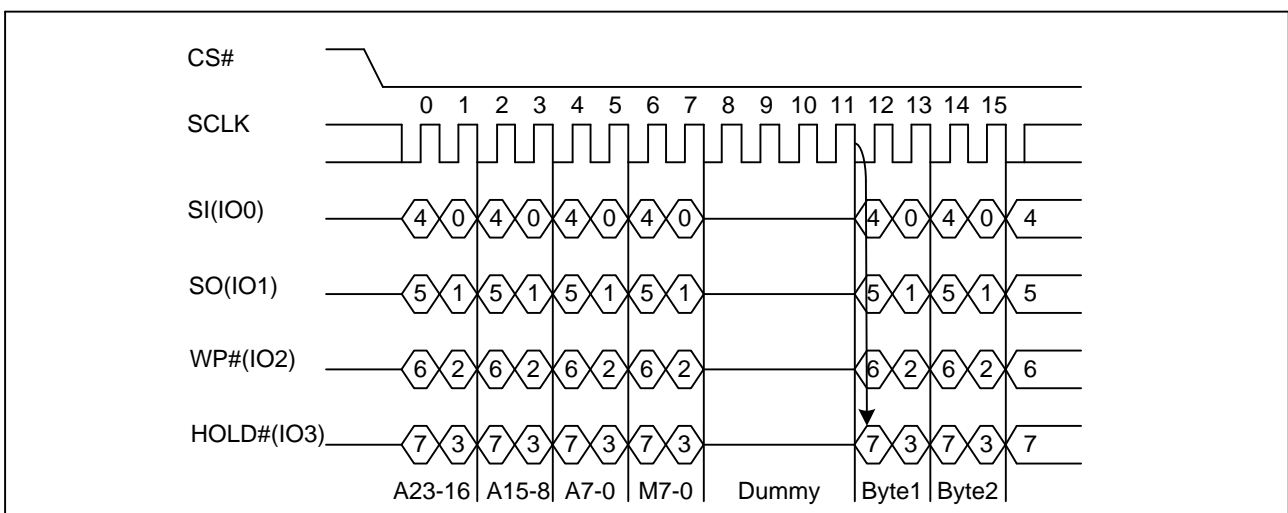 CS#
0 1 2 3 4 5 6 7 8 9 10 11 12 13 14 15
SCLK
SI(IO0) 4 0 4 0 4 0 4 0 4 0 4 0 4
SO(IO1) 5 1 5 1 5 1 5 1 5 1 5 1 5
WP#(IO2) 6 2 6 2 6 2 6 2 6 2 6 2 6
HOLD#(IO3) 7 3 7 3 7 3 7 3 7 3 7 3 7
A23-16 A15-8 A7-0 M7-0 Dummy Byte1 Byte2